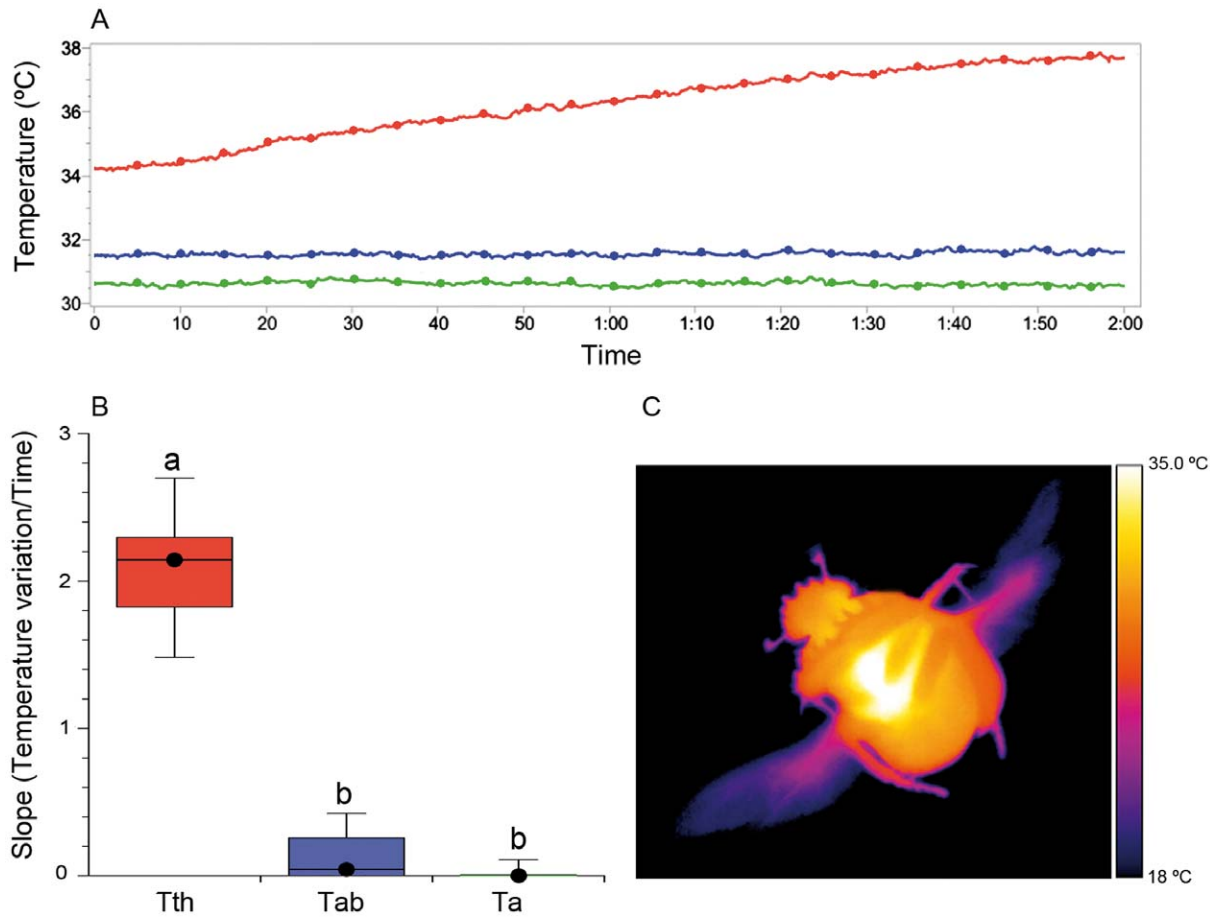 A
Temperature (ºC)
38
36
34
32
30
0 10 20 30 40 50 1:00 1:10 1:20 1:30 1:40 1:50 2:00
Time
B
Slope (Temperature variation/Time)
3
2
1
0
a
b
b
Tth Tab Ta
C
35.0 ºC
18 ºC